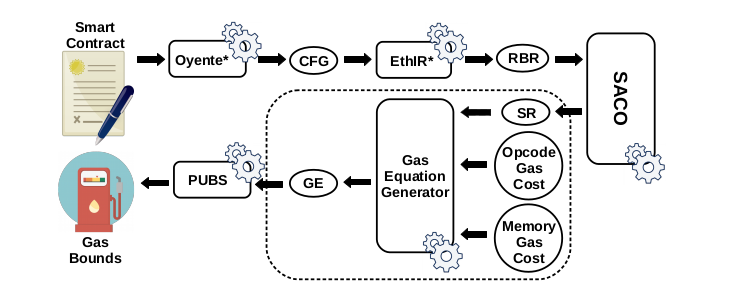 Smart
Contract
Oyente*
CFG
EthIR*
RBR
SACO
SR
Opcode
Gas
Cost
Memory
Gas
Cost
Gas
Equation
Generator
GE
PUBS
Gas
Bounds